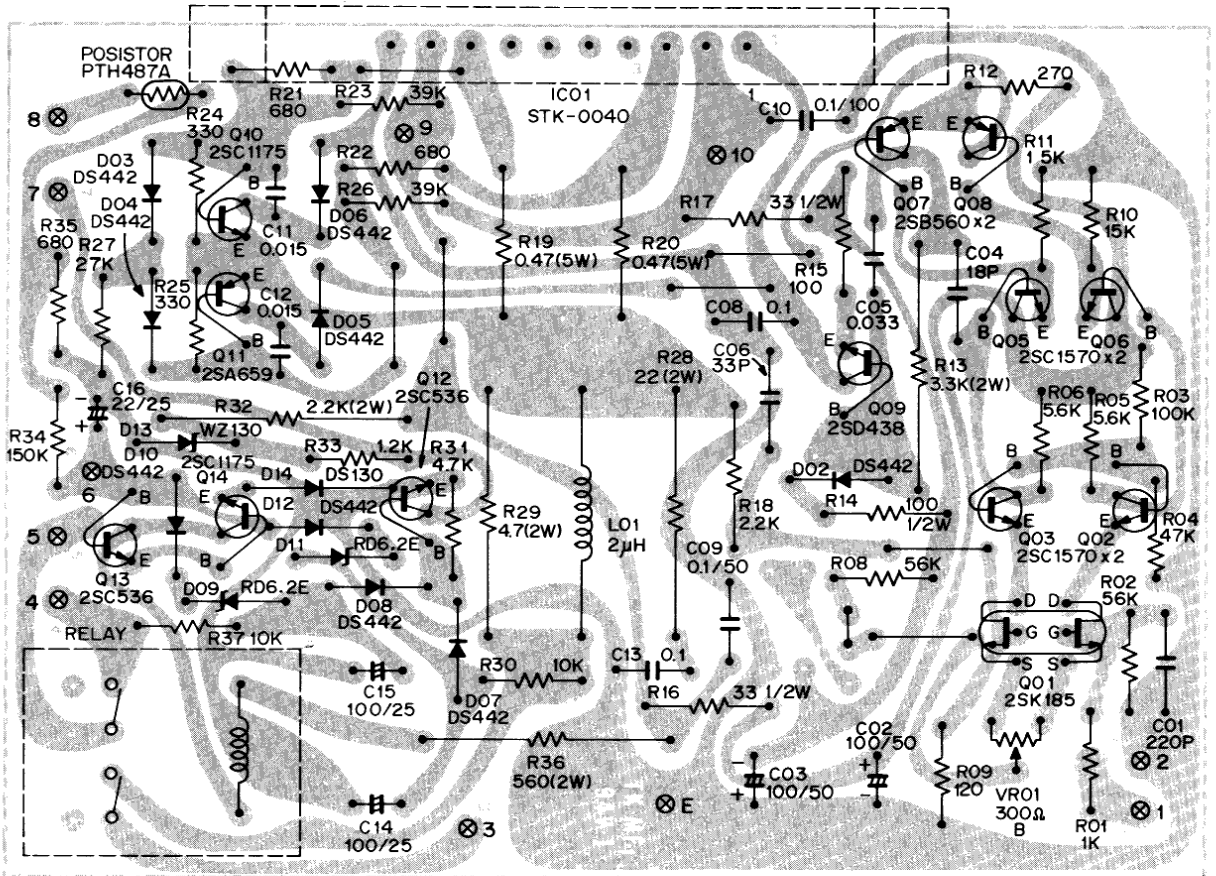 POSISTOR
PTH487A
R24
330
Q10
2SC1175
R21
680
R23
39K
IC01
STK-0040
1
C10
0.1/100
R12
270
8
9
10
E
E
R11
1.5K
D03
DS442
R22
680
R26
39K
B
B
B
7
D04
DS442
D06
DS442
C11
0.015
E
R17
33 1/2W
Q07
Q08
2SB560x2
R10
15K
R35
680
R27
27K
R19
0.47(5W)
R20
0.47(5W)
R15
100
C04
18P
R25
330
E
C12
0.015
C08
0.1
C05
0.033
D05
DS442
B
B
E
E
B
Q05
Q06
2SC1570x2
Q11
2SA659
C06
33P
E
R28
22(2W)
R13
3.3K(2W)
Q12
2SC536
C16
22/25
-
+
R32
2.2K(2W)
B
Q09
2SD438
R06
5.6K
R05
5.6K
R03
100K
R34
150K
D13
WZ130
D10
DS442
2SC1175
Q14
R33
1.2K
R31
4.7K
D14
DS130
D02
DS442
B
B
6
B
E
D12
DS442
E
R29
4.7(2W)
L01
2μH
R18
2.2K
R14
100
1/2W
E
E
R04
47K
5
E
B
D11
RD6.2E
B
C09
0.1/50
Q03
Q02
2SC1570x2
Q13
2SC536
D09
RD6.2E
D08
DS442
R08
56K
R02
56K
4
D
D
RELAY
R37 10K
G
G
C13
0.1
S
S
Q01
2SK185
R30
10K
C15
100/25
D07
DS442
R16
33 1/2W
C01
220P
R36
560(2W)
C02
100/50
-
+
+
-
C03
100/50
R09
120
2
VR01
300Ω
B
E
1
3
C14
100/25
R01
1K